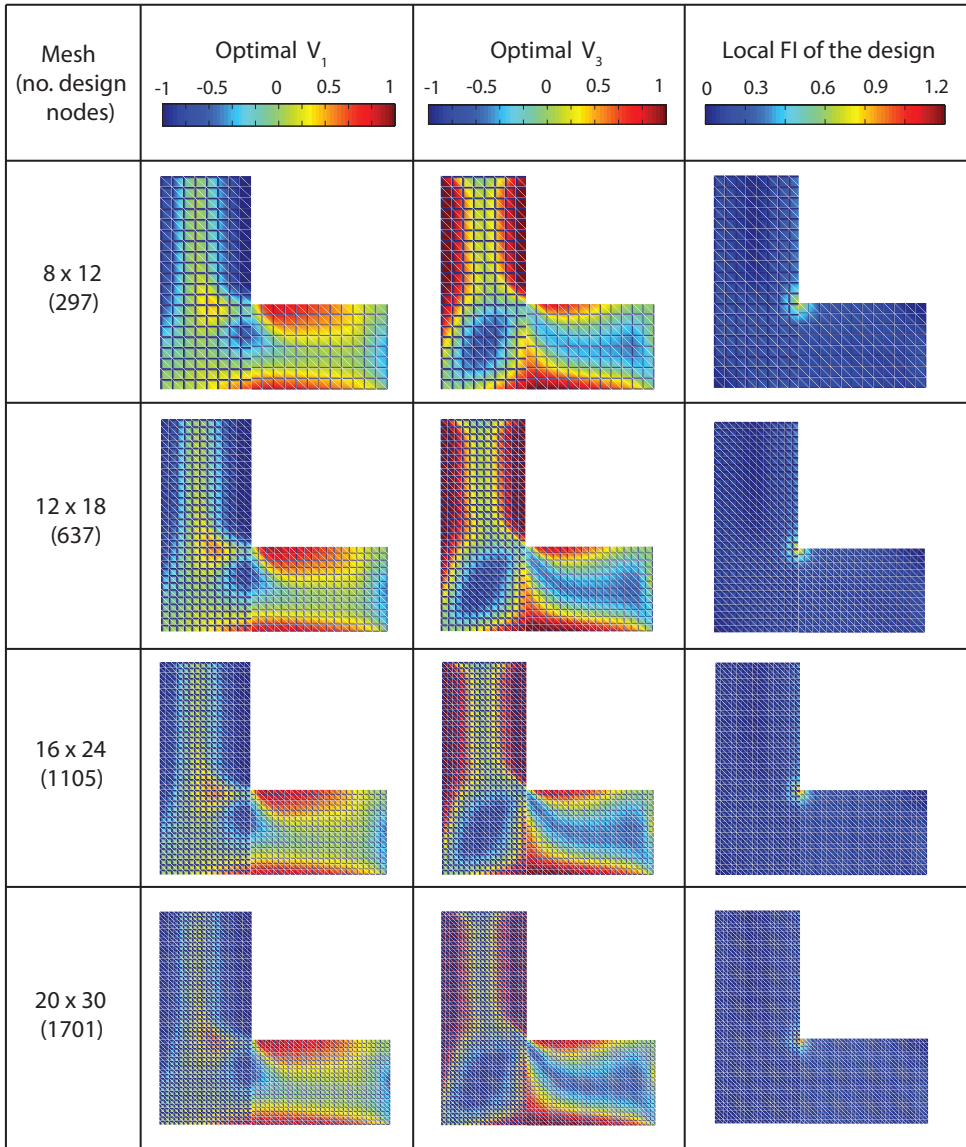 Mesh
(no. design
nodes)
Optimal V1
-1 -0.5 0 0.5 1
Optimal V3
-1 -0.5 0 0.5 1
Local FI of the design
0 0.3 0.6 0.9 1.2
8 x 12
(297)
12 x 18
(637)
16 x 24
(1105)
20 x 30
(1701)